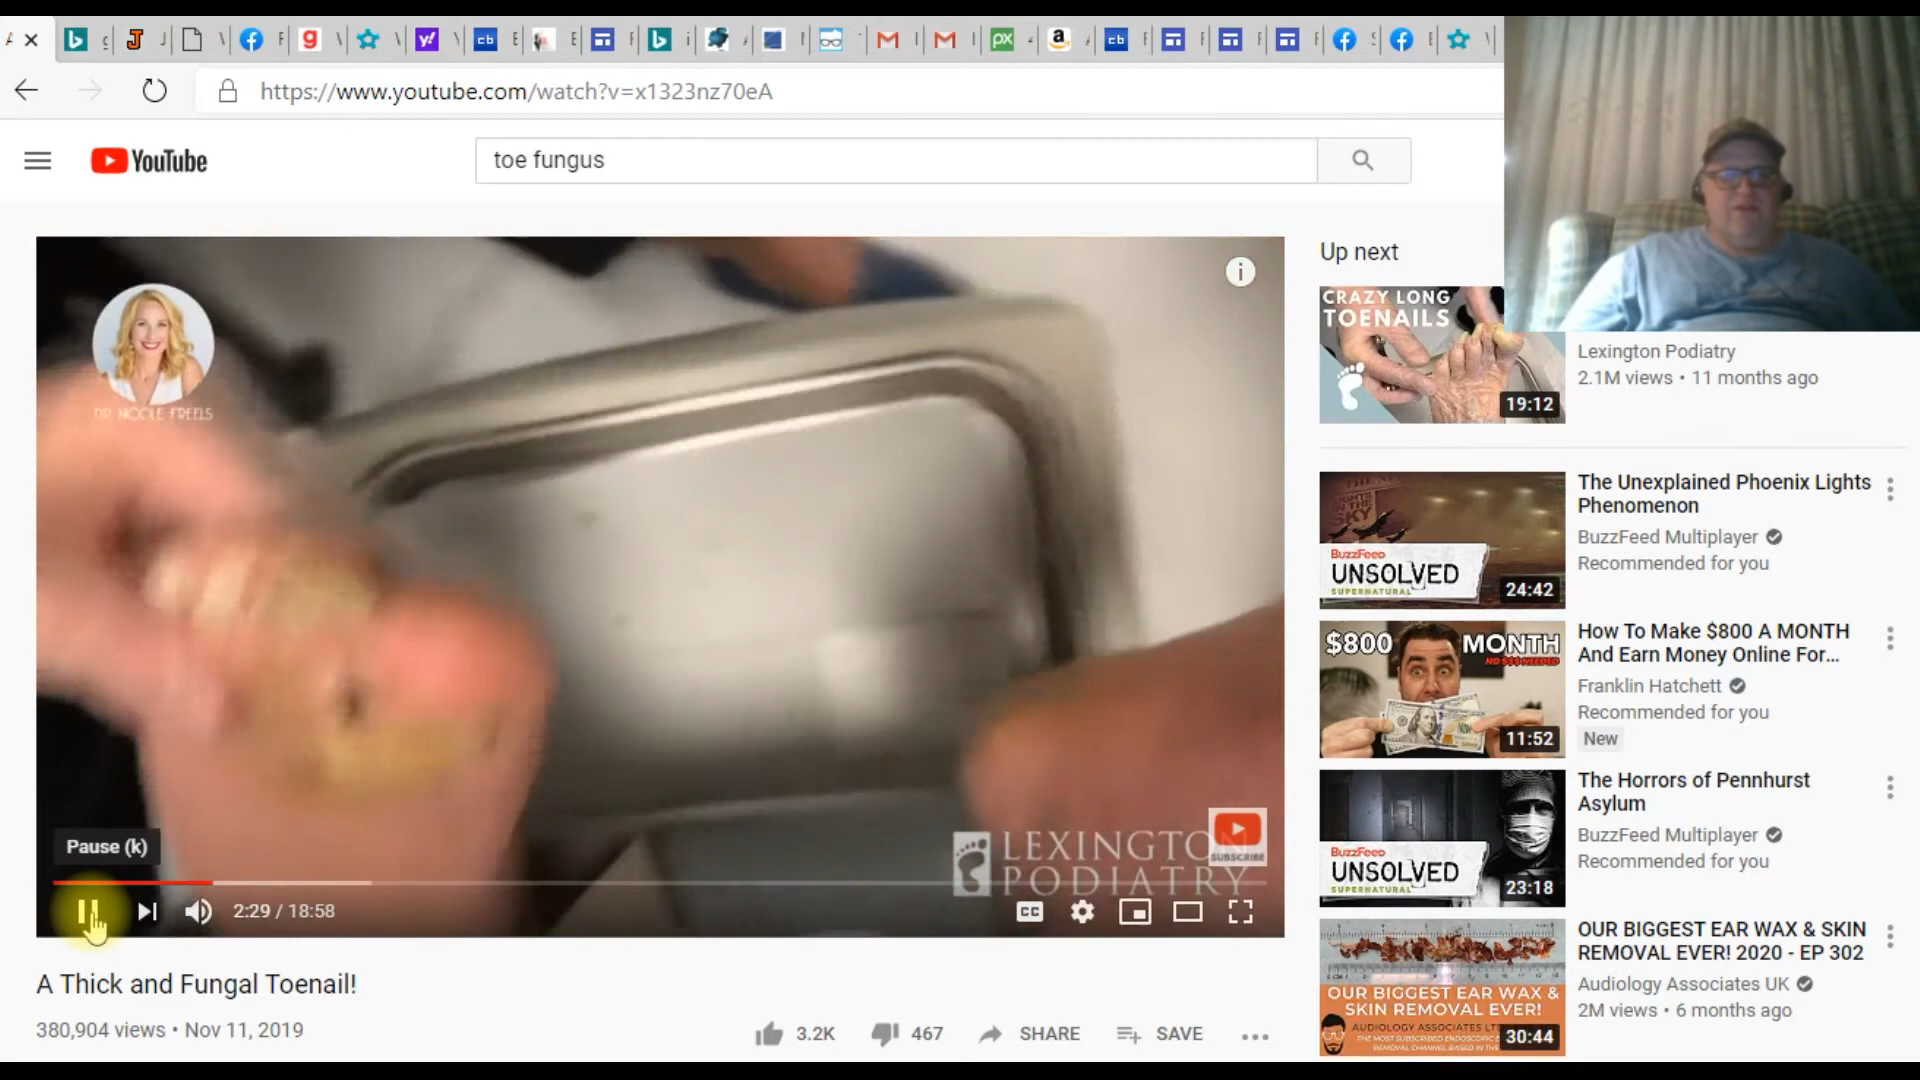 https://www.youtube.com/watch?v=x1323nz70eA
YouTube
toe fungus
DR NICOLE FREELS
LEXINGTON
PODIATRY
SUBSCRIBE
Pause (k)
2:29 / 18:58
CC
A Thick and Fungal Toenail!
380,904 views • Nov 11, 2019
3.2K
467
SHARE
SAVE
Up next
CRAZY LONG
TOENAILS
19:12
Lexington Podiatry
2.1M views • 11 months ago
BuzzFeed
UNSOLVED
SUPERNATURAL
24:42
The Unexplained Phoenix Lights
Phenomenon
BuzzFeed Multiplayer
Recommended for you
$800 MONTH
11:52
How To Make $800 A MONTH
And Earn Money Online For...
Franklin Hatchett
Recommended for you
New
BuzzFeed
UNSOLVED
SUPERNATURAL
23:18
The Horrors of Pennhurst
Asylum
BuzzFeed Multiplayer
Recommended for you
OUR BIGGEST EAR WAX &
SKIN REMOVAL EVER!
30:44
OUR BIGGEST EAR WAX & SKIN
REMOVAL EVER! 2020 - EP 302
Audiology Associates UK
2M views • 6 months ago